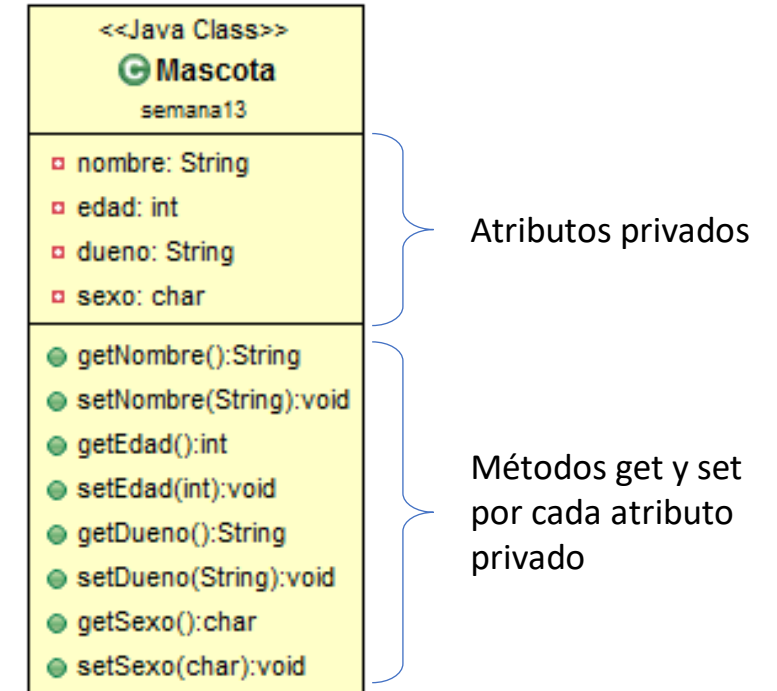 <<Java Class>>
C Mascota
semana13
nombre: String
edad: int
dueno: String
sexo: char
Atributos privados
getNombre():String
setNombre(String):void
getEdad():int
setEdad(int):void
getDueno():String
setDueno(String):void
getSexo():char
setSexo(char):void
Métodos get y set
por cada atributo
privado